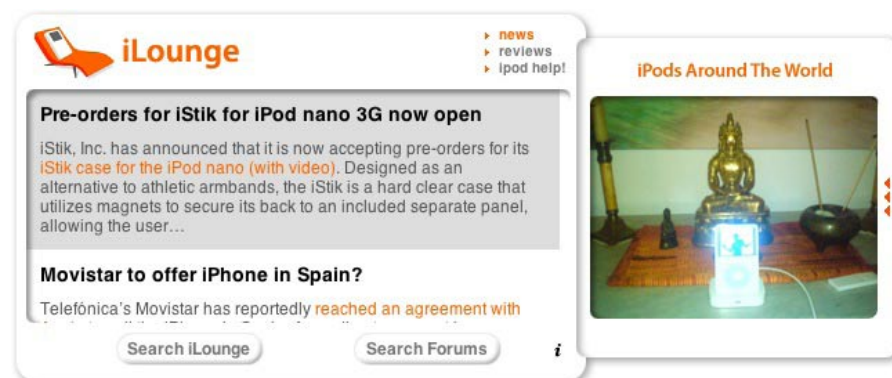 iLounge
news
reviews
ipod help!
Pre-orders for iStik for iPod nano 3G now open
iStik, Inc. has announced that it is now accepting pre-orders for its
iStik case for the iPod nano (with video). Designed as an
alternative to athletic armbands, the iStik is a hard clear case that
utilizes magnets to secure its back to an included separate panel,
allowing the user…
Movistar to offer iPhone in Spain?
Telefónica's Movistar has reportedly reached an agreement with
Search iLounge
Search Forums
i
iPods Around The World